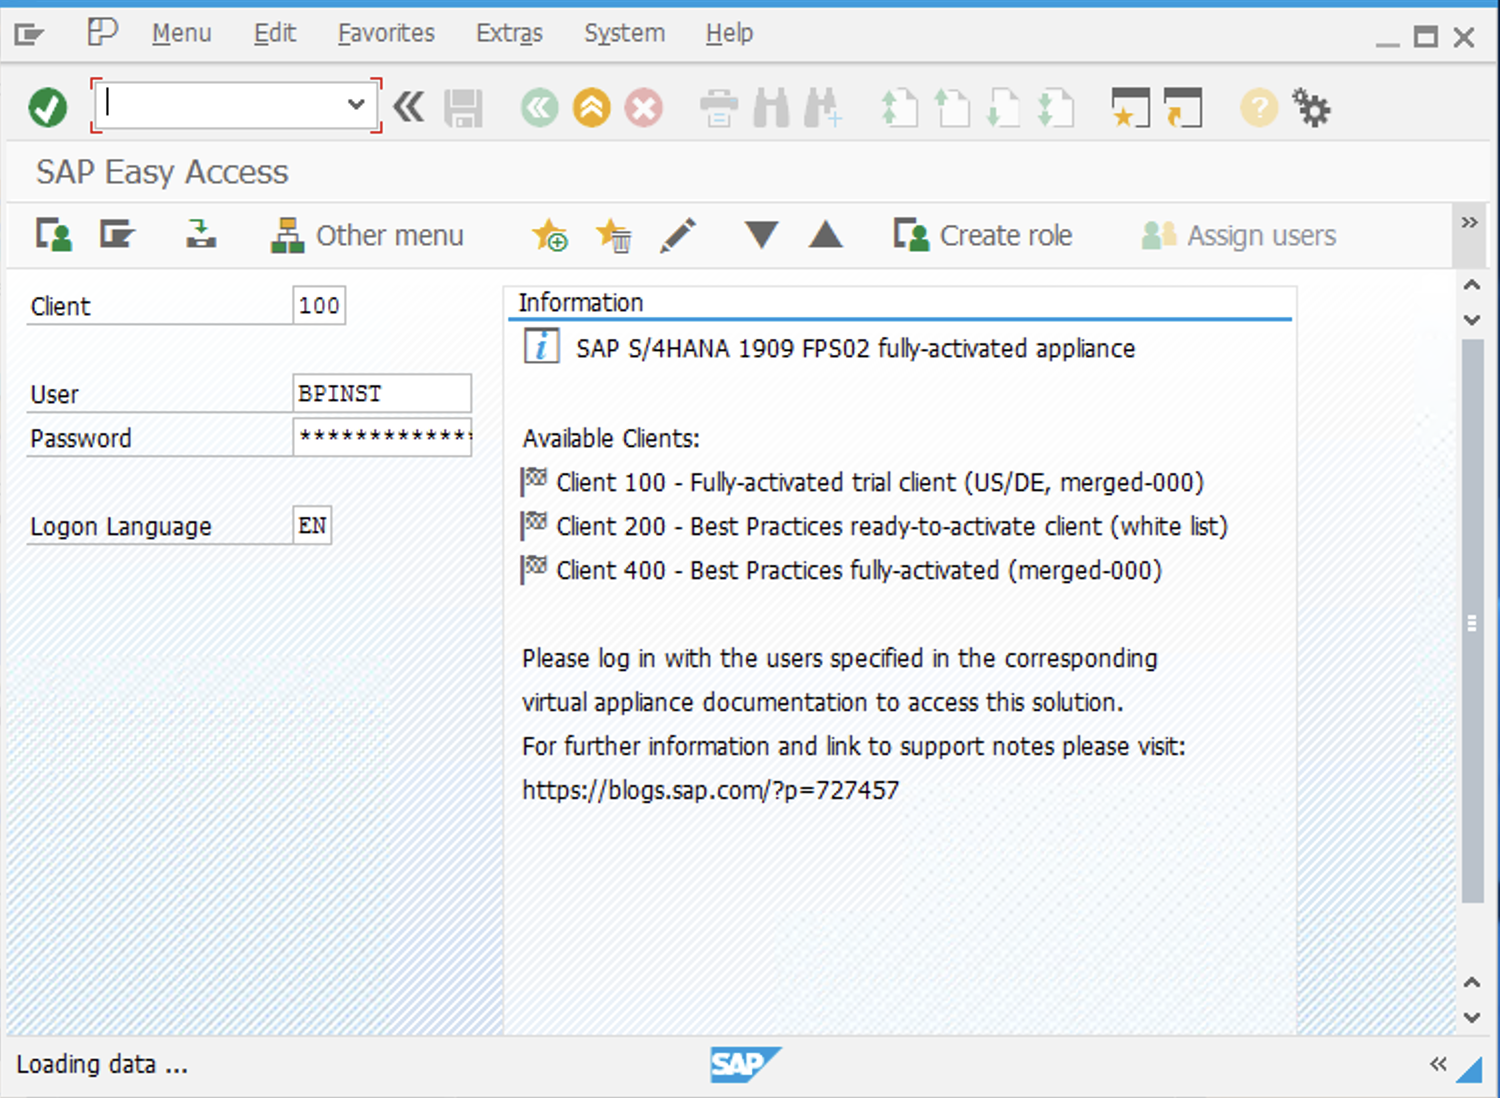 Menu Edit Favorites Extras System Help
SAP Easy Access
Other menu Create role Assign users
Client 100
User BPINST
Password *************
Logon Language EN
Information
SAP S/4HANA 1909 FPS02 fully-activated appliance
Available Clients:
Client 100 - Fully-activated trial client (US/DE, merged-000)
Client 200 - Best Practices ready-to-activate client (white list)
Client 400 - Best Practices fully-activated (merged-000)
Please log in with the users specified in the corresponding
virtual appliance documentation to access this solution.
For further information and link to support notes please visit:
https://blogs.sap.com/?p=727457
Loading data ...
SAP